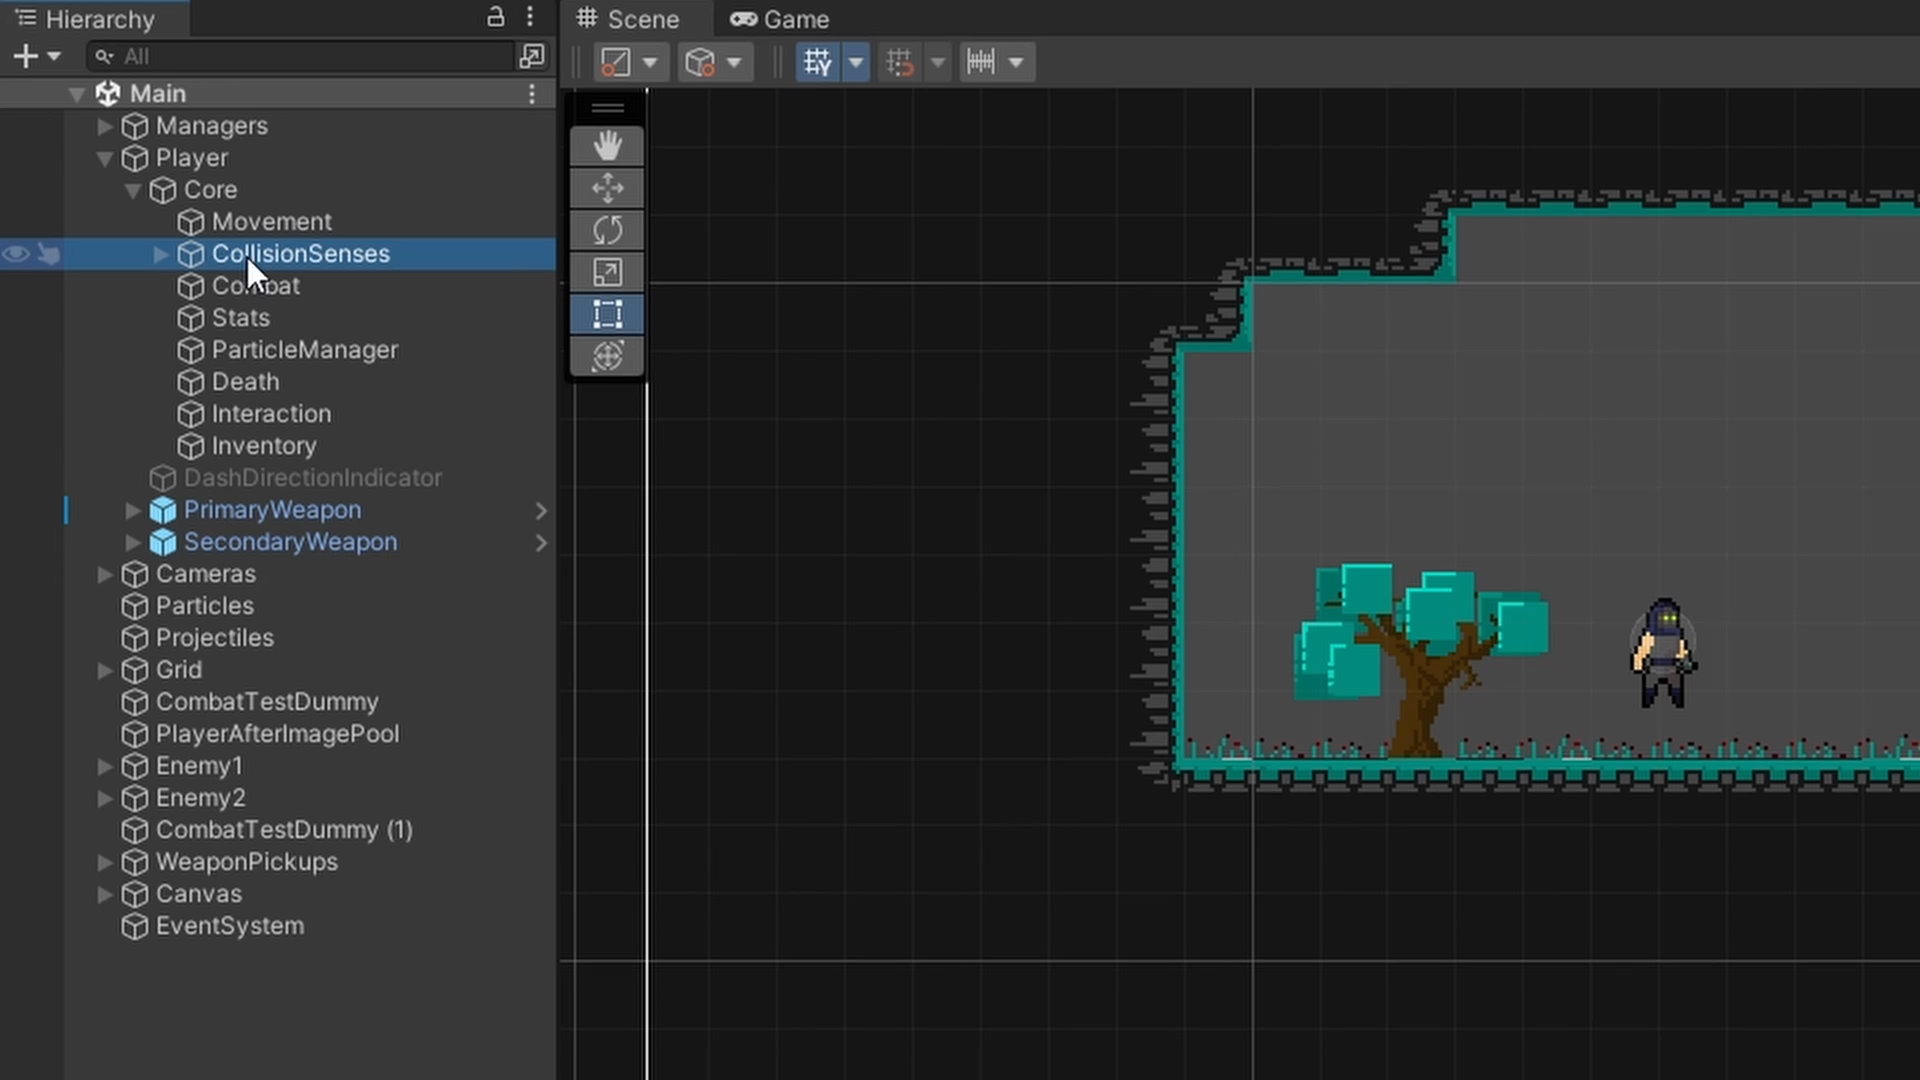 Hierarchy
All
Main
Managers
Player
Core
Movement
CollisionSenses
Combat
Stats
ParticleManager
Death
Interaction
Inventory
DashDirectionIndicator
PrimaryWeapon
SecondaryWeapon
Cameras
Particles
Projectiles
Grid
CombatTestDummy
PlayerAfterImagePool
Enemy1
Enemy2
CombatTestDummy (1)
WeaponPickups
Canvas
EventSystem
Scene
Game